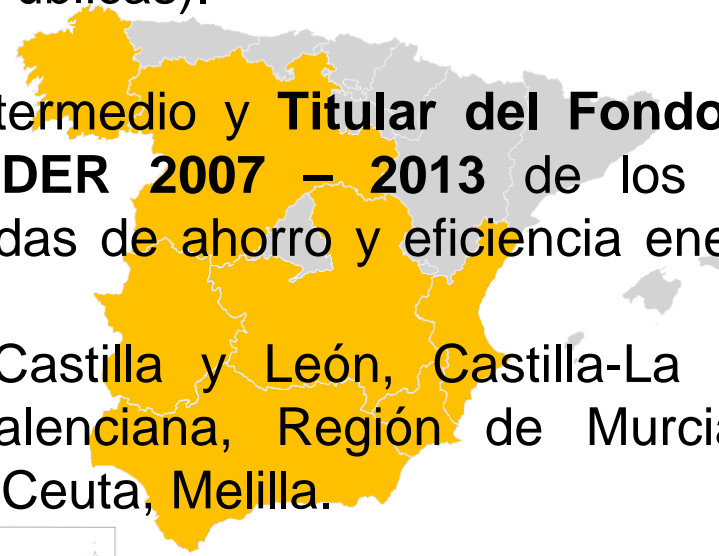 úblicas).
termedio y Titular del Fondo
DER 2007 – 2013 de los
das de ahorro y eficiencia ene
Castilla y León, Castilla-La
alenciana, Región de Murcia
Ceuta, Melilla.